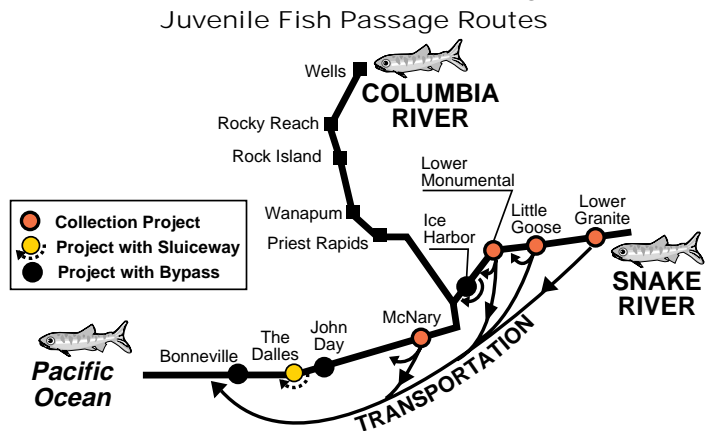 Juvenile Fish Passage Routes
Wells
COLUMBIA
RIVER
Rocky Reach
Rock Island
Lower
Monumental
Wanapum
Priest Rapids
Ice
Harbor
Little
Goose
Lower
Granite
Collection Project
Project with Sluiceway
Project with Bypass
SNAKE
RIVER
McNary
John
Day
The
Dalles
Bonneville
TRANSPORTATION
Pacific
Ocean